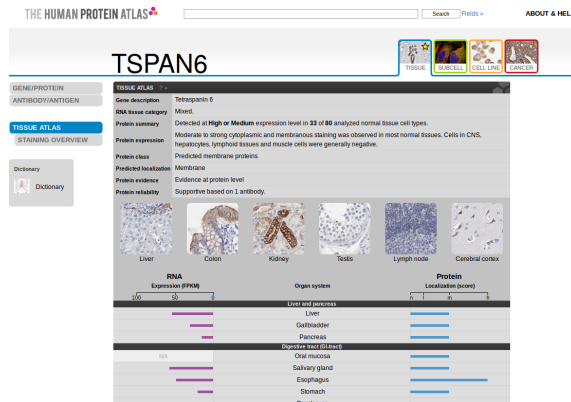 THE HUMAN PROTEIN ATLAS
Search
Fields »
ABOUT & HEL
TSPAN6
TISSUE
SUBCELL
CELL LINE
CANCER
GENE/PROTEIN
ANTIBODY/ANTIGEN
TISSUE ATLAS
STAINING OVERVIEW
Dictionary
Dictionary
TISSUE ATLAS ? »
Gene description Tetraspanin 6
RNA tissue category Mixed.
Protein summary Detected at High or Medium expression level in 33 of 80 analyzed normal tissue cell types.
Protein expression Moderate to strong cytoplasmic and membranous staining was observed in most normal tissues. Cells in CNS,
hepatocytes, lymphoid tissues and muscle cells were generally negative.
Protein class Predicted membrane proteins
Predicted localization Membrane
Protein evidence Evidence at protein level
Protein reliability Supportive based on 1 antibody.
Liver Colon Kidney Testis Lymph node Cerebral cortex
RNA Protein
Expression (FPKM) Organ system Localization (score)
100 50 0 n l m h
Liver and pancreas
Liver
Gallbladder
Pancreas
Digestive tract (GI-tract)
N/A Oral mucosa
Salivary gland
Esophagus
Stomach